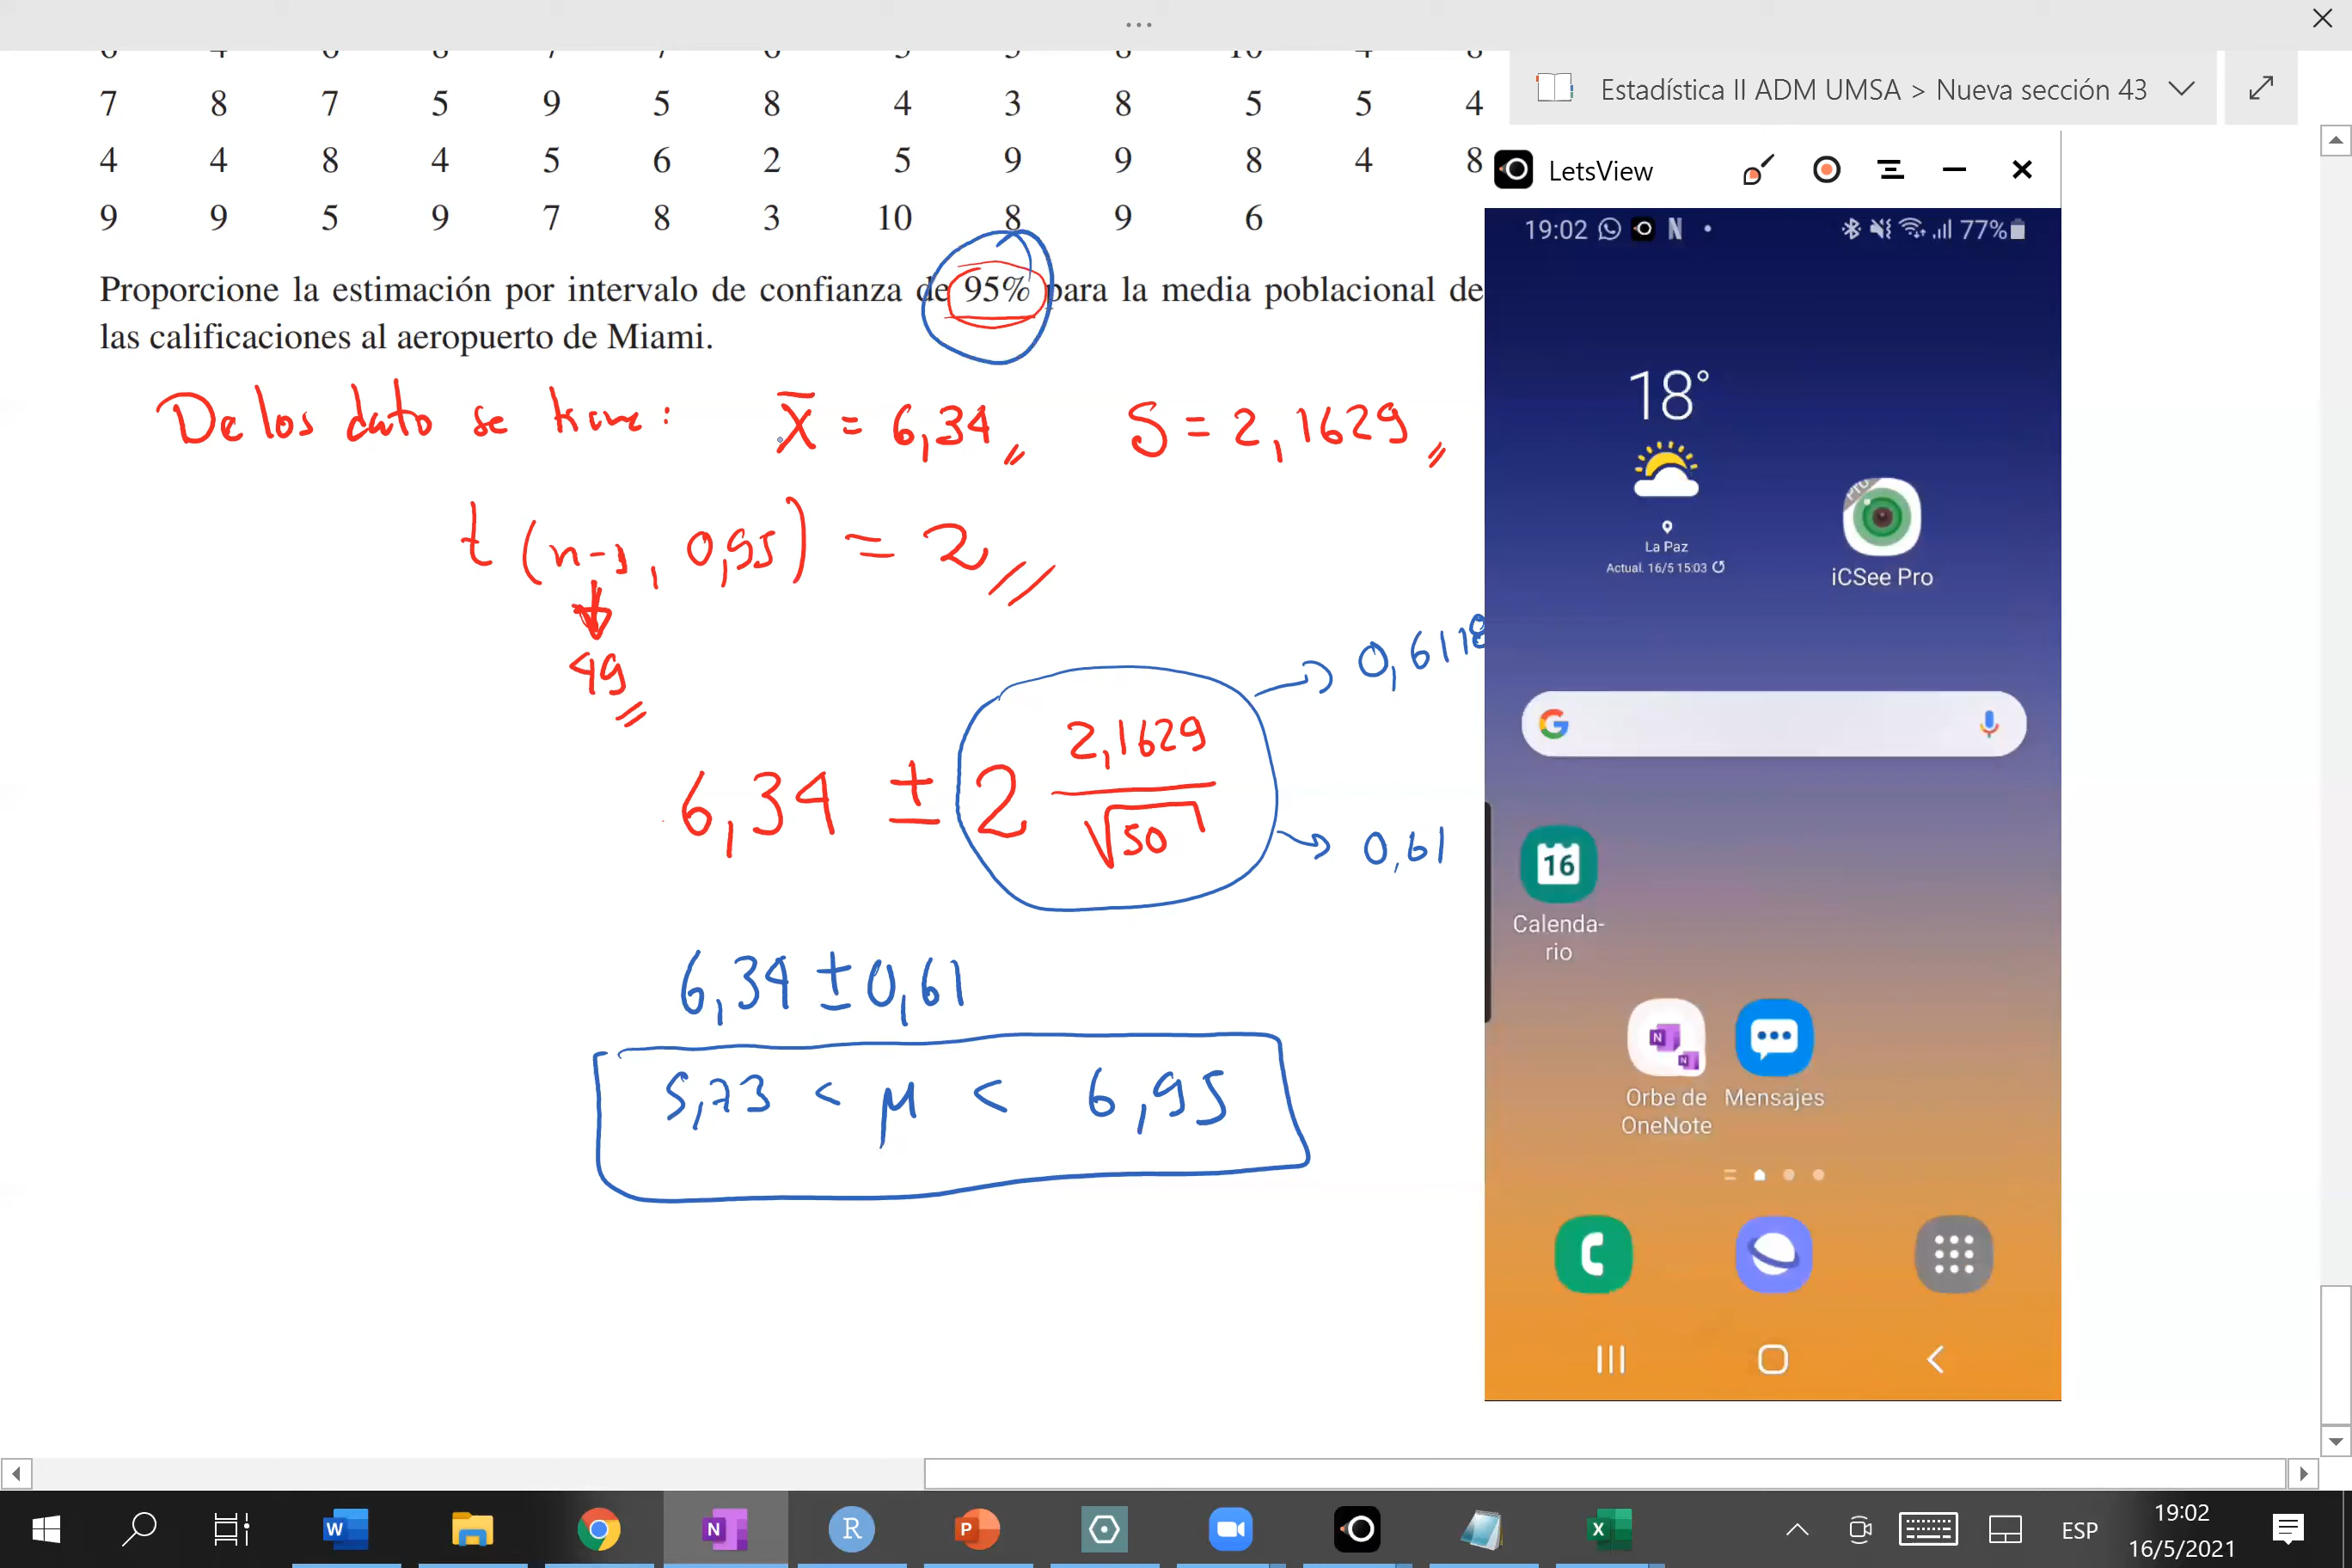 7 8 7 5 9 5 8 4 3 8 5 5 4
4 4 8 4 5 6 2 5 9 9 8 4 8
9 9 5 9 7 8 3 10 8 9 6
Proporcione la estimación por intervalo de confianza de 95% para la media poblacional de
las calificaciones al aeropuerto de Miami.
De los dato se tiene: X̄ = 6,34 S = 2,1629
t (n-1, 0,95) = 2
49
0,6118
6,34 ± 2 2,1629 / √50
0,61
6,34 ± 0,61
5,73 < μ < 6,95
Estadística II ADM UMSA > Nueva sección 43
LetsView
19:02 N 77%
18°
La Paz
Actual. 16/5 15:03
PRO
iCSee Pro
G
16
Calenda-
rio
Orbe de
OneNote
Mensajes
W N R P X
ESP
19:02
16/5/2021